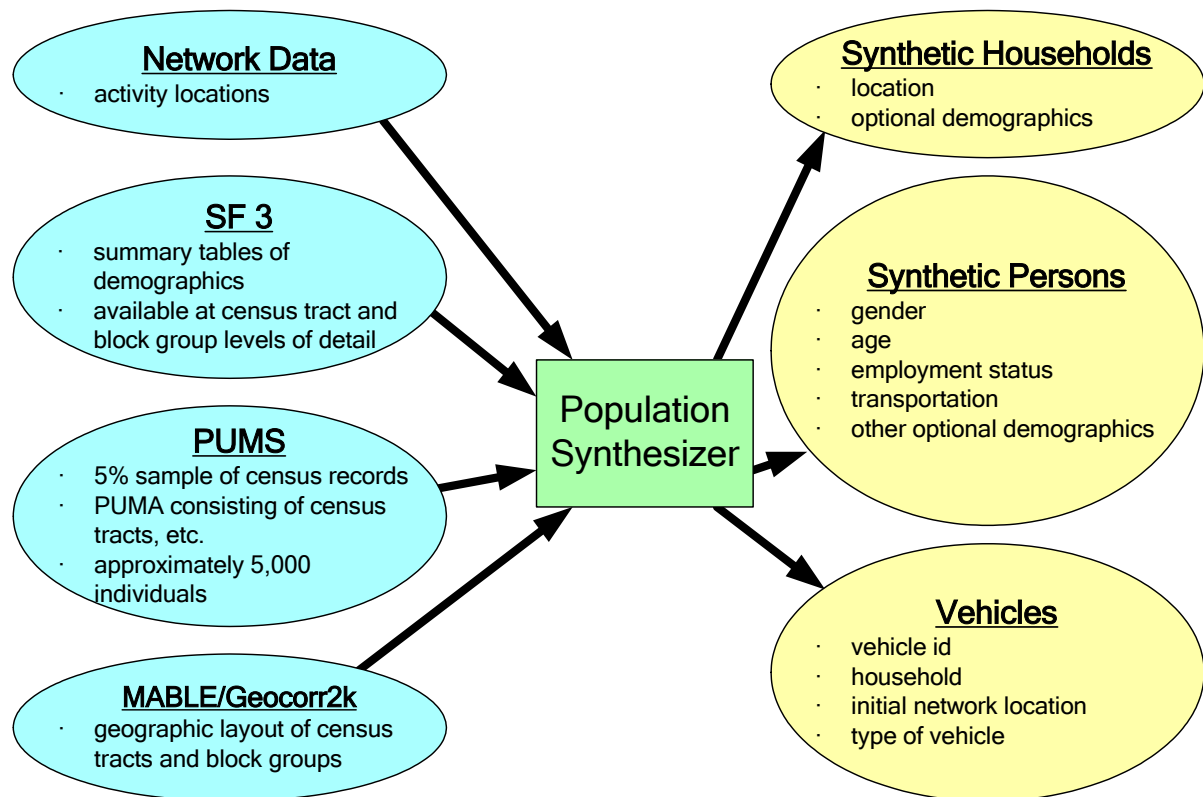 Network Data
· activity locations
SF 3
· summary tables of
demographics
· available at census tract and
block group levels of detail
PUMS
· 5% sample of census records
· PUMA consisting of census
tracts, etc.
· approximately 5,000
individuals
MABLE/Geocorr2k
· geographic layout of census
tracts and block groups
Population
Synthesizer
Synthetic Households
· location
· optional demographics
Synthetic Persons
· gender
· age
· employment status
· transportation
· other optional demographics
Vehicles
· vehicle id
· household
· initial network location
· type of vehicle